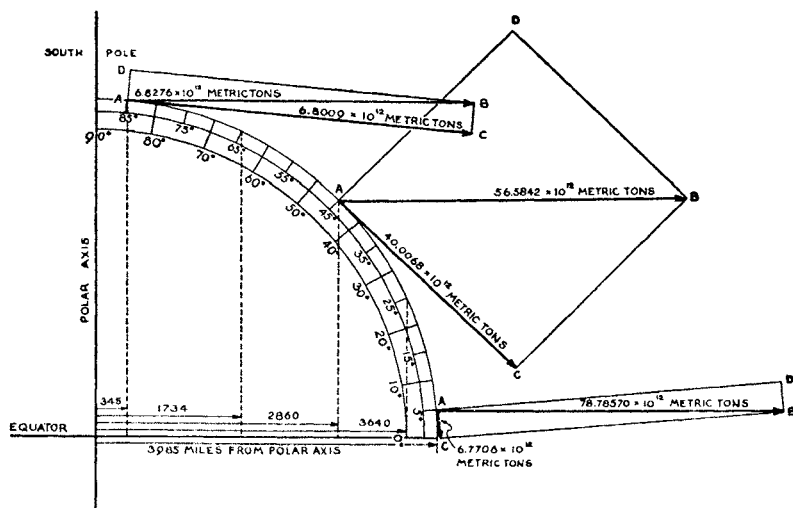 SOUTH POLE
D
A
6.8276 × 10¹² METRIC TONS
B
6.8009 × 10¹² METRIC TONS
C
85°
75°
65°
55°
45°
35°
25°
15°
5°
90°
80°
70°
60°
50°
40°
30°
20°
10°
0°
D
A
56.5842 × 10¹² METRIC TONS
B
40.0068 × 10¹² METRIC TONS
C
POLAR AXIS
D
A
78.78570 × 10¹² METRIC TONS
B
C
6.7708 × 10¹²
METRIC TONS
345
1734
2860
3640
EQUATOR
3985 MILES FROM POLAR AXIS